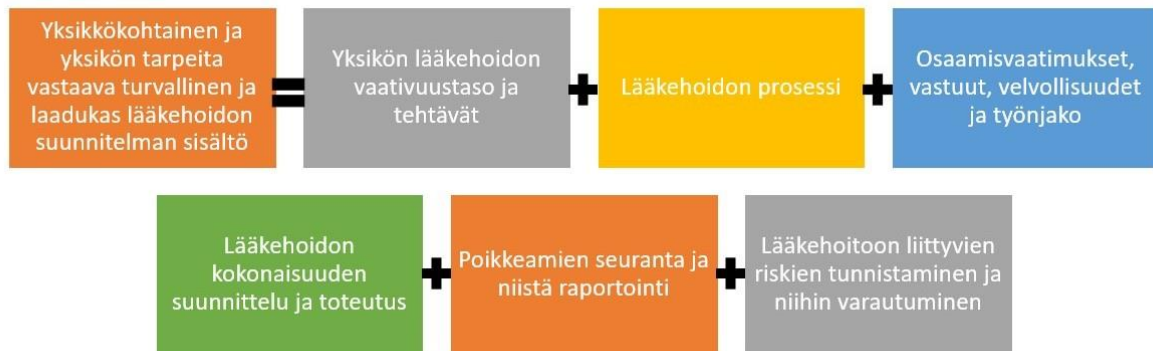 Yksikkökohtainen ja
yksikön tarpeita
vastaava turvallinen ja
laadukas lääkehoidon
suunnitelman sisältö
=
Yksikön lääkehoidon
vaativuustaso ja
tehtävät
+
Lääkehoidon prosessi
+
Osaamisvaatimukset,
vastuut, velvollisuudet
ja työnjako
Lääkehoidon
kokonaisuuden
suunnittelu ja toteutus
+
Poikkeamien seuranta ja
niistä raportointi
+
Lääkehoitoon liittyvien
riskien tunnistaminen ja
niihin varautuminen